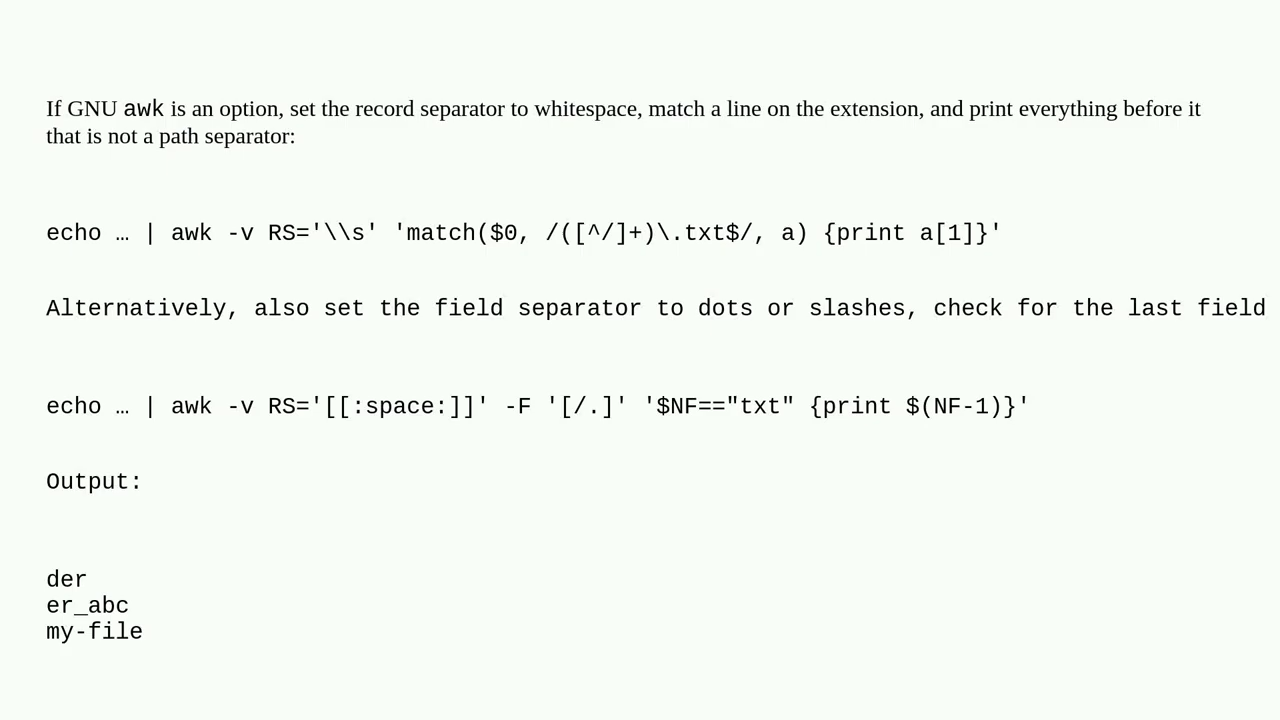 If GNU awk is an option, set the record separator to whitespace, match a line on the extension, and print everything before it
that is not a path separator:
echo … | awk -v RS='\\s' 'match($0, /([^/]+)\.txt$/, a) {print a[1]}'
Alternatively, also set the field separator to dots or slashes, check for the last field
echo … | awk -v RS='[[:space:]]' -F '[/.]' '$NF=="txt" {print $(NF-1)}'
Output:
der
er_abc
my-file